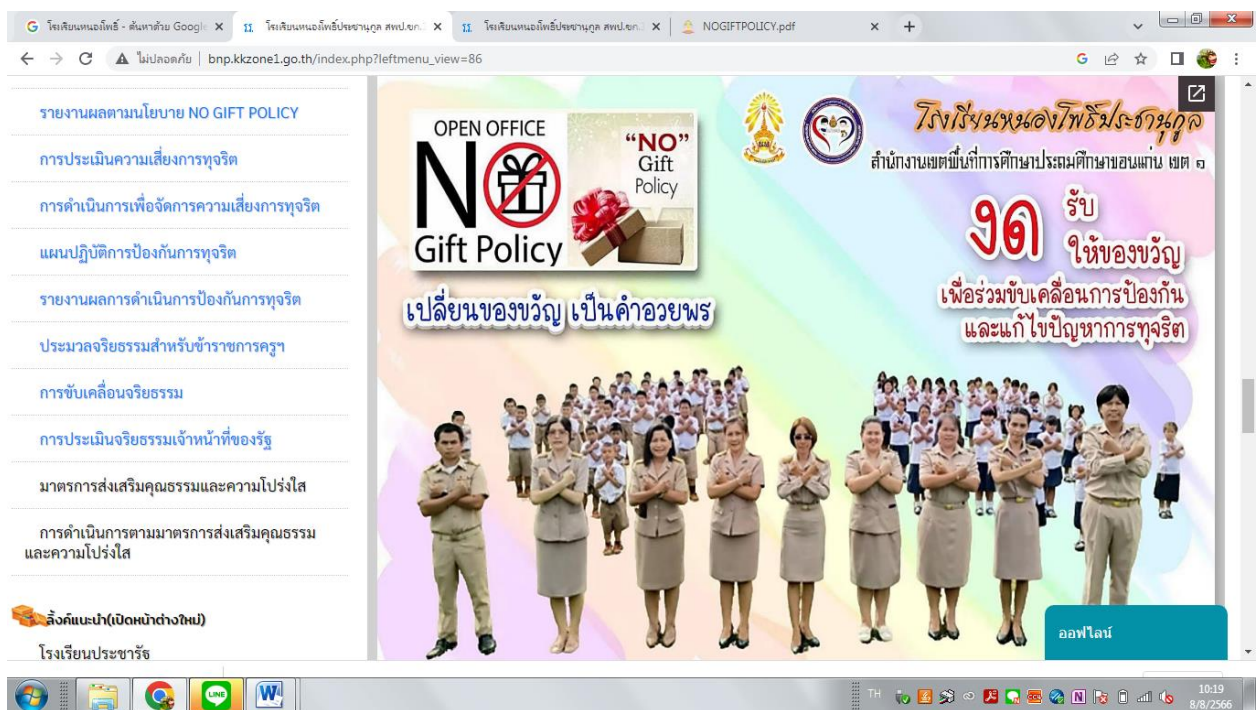 โรงเรียนหนองโพธิ์ - ค้นหาด้วย Googl
โรงเรียนหนองโพธิ์ประชานุกูล สพป.ขก.
โรงเรียนหนองโพธิ์ประชานุกูล สพป.ขก.
NOGIFTPOLICY.pdf
ไม่ปลอดภัย | bnp.kkzone1.go.th/index.php?leftmenu_view=86
รายงานผลตามนโยบาย NO GIFT POLICY
การประเมินความเสี่ยงการทุจริต
การดำเนินการเพื่อจัดการความเสี่ยงการทุจริต
แผนปฏิบัติการป้องกันการทุจริต
รายงานผลการดำเนินการป้องกันการทุจริต
ประมวลจริยธรรมสำหรับข้าราชการครูฯ
การขับเคลื่อนจริยธรรม
การประเมินจริยธรรมเจ้าหน้าที่ของรัฐ
มาตรการส่งเสริมคุณธรรมและความโปร่งใส
การดำเนินการตามมาตรการส่งเสริมคุณธรรม
และความโปร่งใส
ลิ้งค์แนะนำ(เปิดหน้าต่างใหม่)
โรงเรียนประชารัฐ
OPEN OFFICE
NO
Gift Policy
“NO”
Gift
Policy
เปลี่ยนของขวัญ เป็นคำอวยพร
โรงเรียนหนองโพธิ์ประชานุกูล
สำนักงานเขตพื้นที่การศึกษาประถมศึกษาขอนแก่น เขต ๑
งด รับ
ให้ของขวัญ
เพื่อร่วมขับเคลื่อนการป้องกัน
และแก้ไขปัญหาการทุจริต
ออฟไลน์
LINE
TH
10:19
8/8/2566